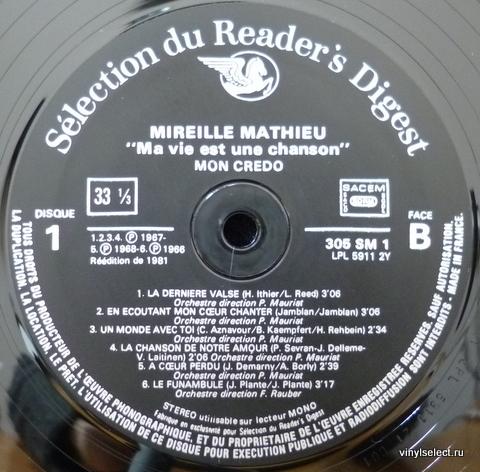 Sélection du Reader's Digest
MIREILLE MATHIEU
"Ma vie est une chanson"
MON CREDO
33 1/3
SACEM
DISQUE
1
FACE
B
1.2.3.4. Ⓟ 1967-
5. Ⓟ 1968-6. Ⓟ 1966
Réédition de 1981
305 SM 1
LPL 5911 2Y
1. LA DERNIERE VALSE (H. Ithier/L. Reed) 3'06
Orchestre direction P. Mauriat
2. EN ECOUTANT MON CŒUR CHANTER (Jamblan/Jamblan) 3'06
Orchestre direction P. Mauriat
3. UN MONDE AVEC TOI (C. Aznavour/B. Kaempfert/H. Rehbein) 2'34
Orchestre direction P. Mauriat
4. LA CHANSON DE NOTRE AMOUR (P. Sevran-J. Delleme-
V. Laitinen) 2'06 Orchestre direction P. Mauriat
5. A CŒUR PERDU (J. Demarny/A. Borly) 2'39
Orchestre direction P. Mauriat
6. LE FUNAMBULE (J. Plante/J. Plante) 3'17
Orchestre direction F. Rauber
STEREO utilisable sur lecteur MONO
Fabriqué en exclusivité pour Sélection du Reader's Digest
TOUS DROITS DU PRODUCTEUR DE L'ŒUVRE PHONOGRAPHIQUE, ET DU PROPRIETAIRE DE L'ŒUVRE ENREGISTREE RESERVES, SAUF AUTORISATION.
LA DUPLICATION, LA LOCATION, LE PRET, L'UTILISATION DE CE DISQUE POUR EXECUTION PUBLIQUE ET RADIODIFFUSION SONT INTERDITS - MADE IN FRANCE.
vinylselect.ru